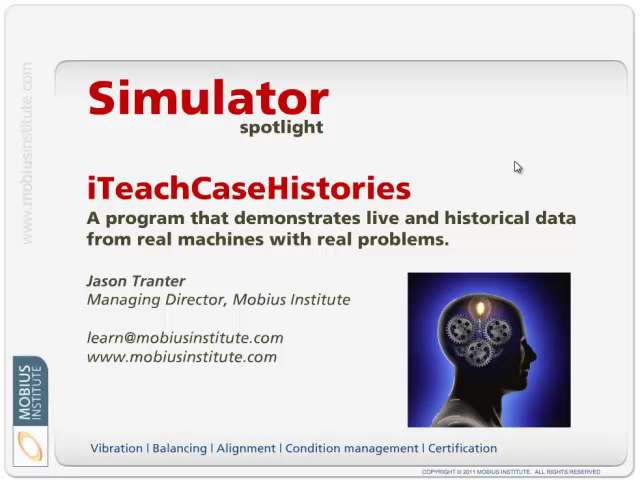 www.mobiusinstitute.com
Simulator
spotlight
iTeachCaseHistories
A program that demonstrates live and historical data
from real machines with real problems.
Jason Tranter
Managing Director, Mobius Institute
learn@mobiusinstitute.com
www.mobiusinstitute.com
MOBIUS
INSTITUTE
Vibration | Balancing | Alignment | Condition management | Certification
COPYRIGHT © 2011 MOBIUS INSTITUTE. ALL RIGHTS RESERVED